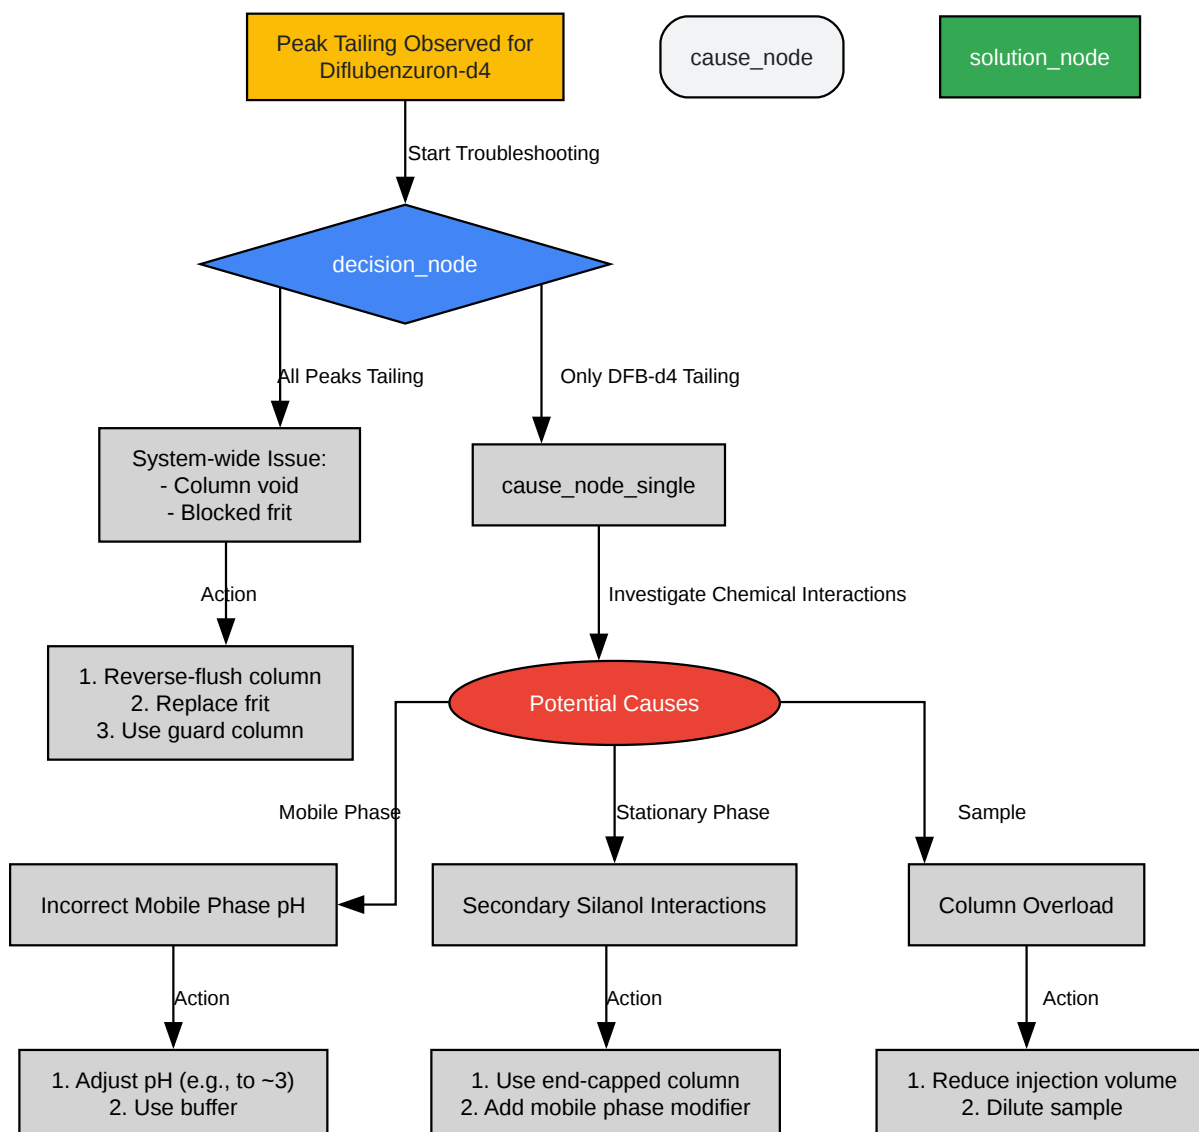 Peak Tailing Observed for
Diflubenzuron-d4
cause_node
solution_node
Start Troubleshooting
decision_node
All Peaks Tailing
Only DFB-d4 Tailing
System-wide Issue:
- Column void
- Blocked frit
cause_node_single
Action
Investigate Chemical Interactions
1. Reverse-flush column
2. Replace frit
3. Use guard column
Potential Causes
Mobile Phase
Stationary Phase
Sample
Incorrect Mobile Phase pH
Secondary Silanol Interactions
Column Overload
Action
Action
Action
1. Adjust pH (e.g., to ~3)
2. Use buffer
1. Use end-capped column
2. Add mobile phase modifier
1. Reduce injection volume
2. Dilute sample